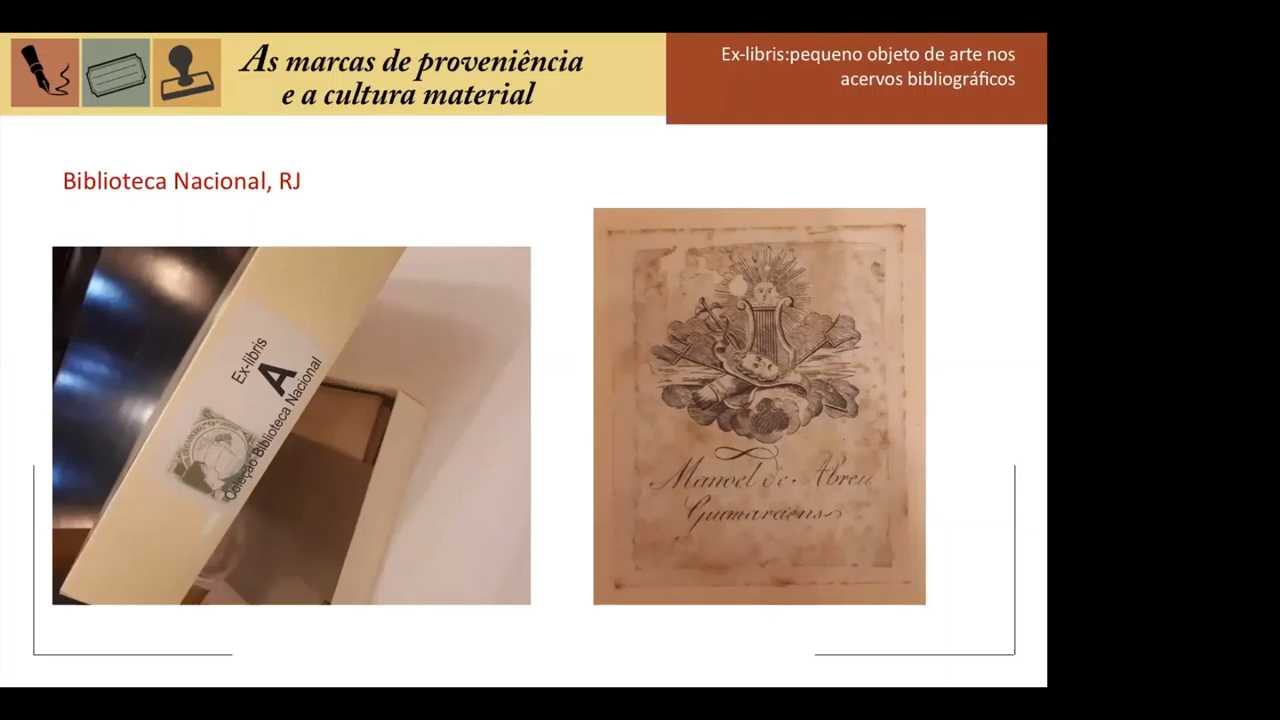 As marcas de proveniência
e a cultura material
Ex-libris:pequeno objeto de arte nos
acervos bibliográficos
Biblioteca Nacional, RJ
Ex-libris
A
Coleção Biblioteca Nacional
Manoel de Abreu
Guimaraens